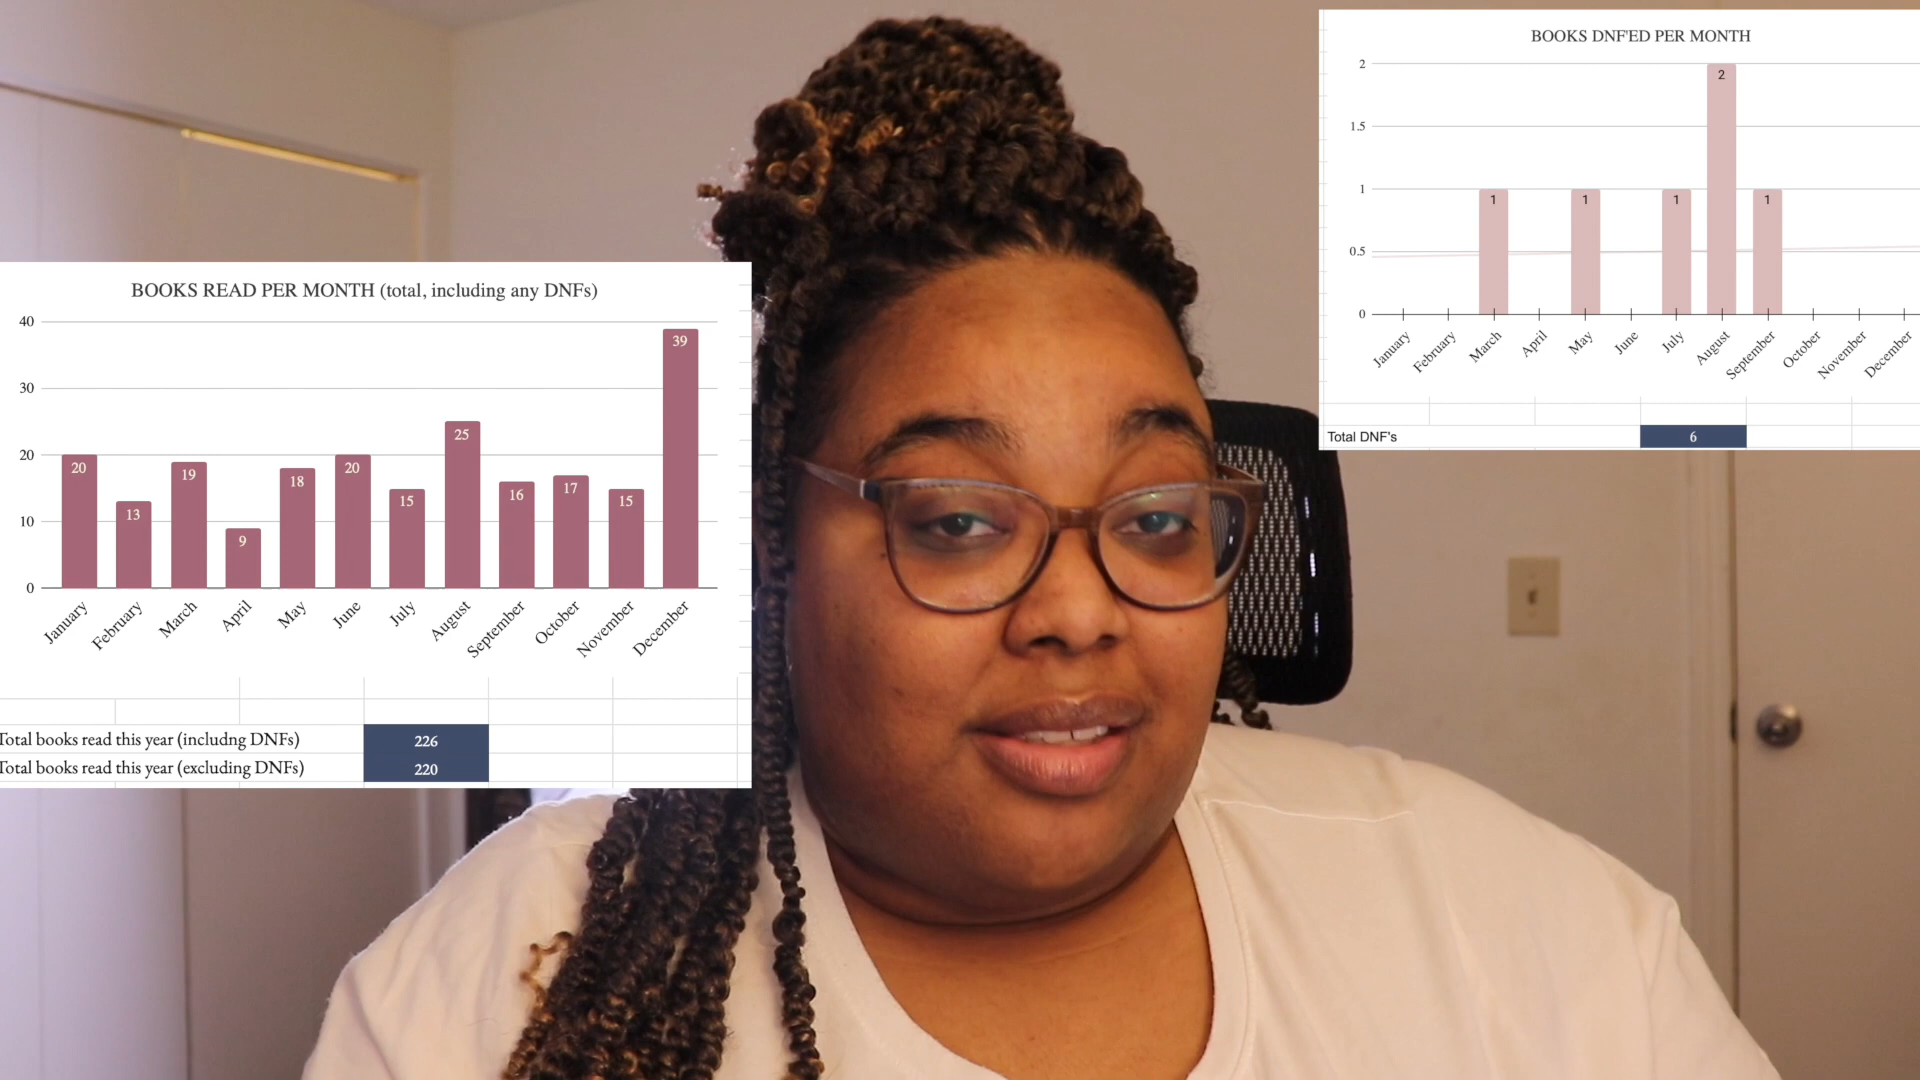 BOOKS READ PER MONTH (total, including any DNFs)
40
30
20
10
0
20
13
19
9
18
20
15
25
16
17
15
39
January
February
March
April
May
June
July
August
September
October
November
December
Total books read this year (includng DNFs)
226
Total books read this year (excluding DNFs)
220
BOOKS DNF'ED PER MONTH
2
1.5
1
0.5
0
1
1
1
2
1
January
February
March
April
May
June
July
August
September
October
November
December
Total DNF's
6